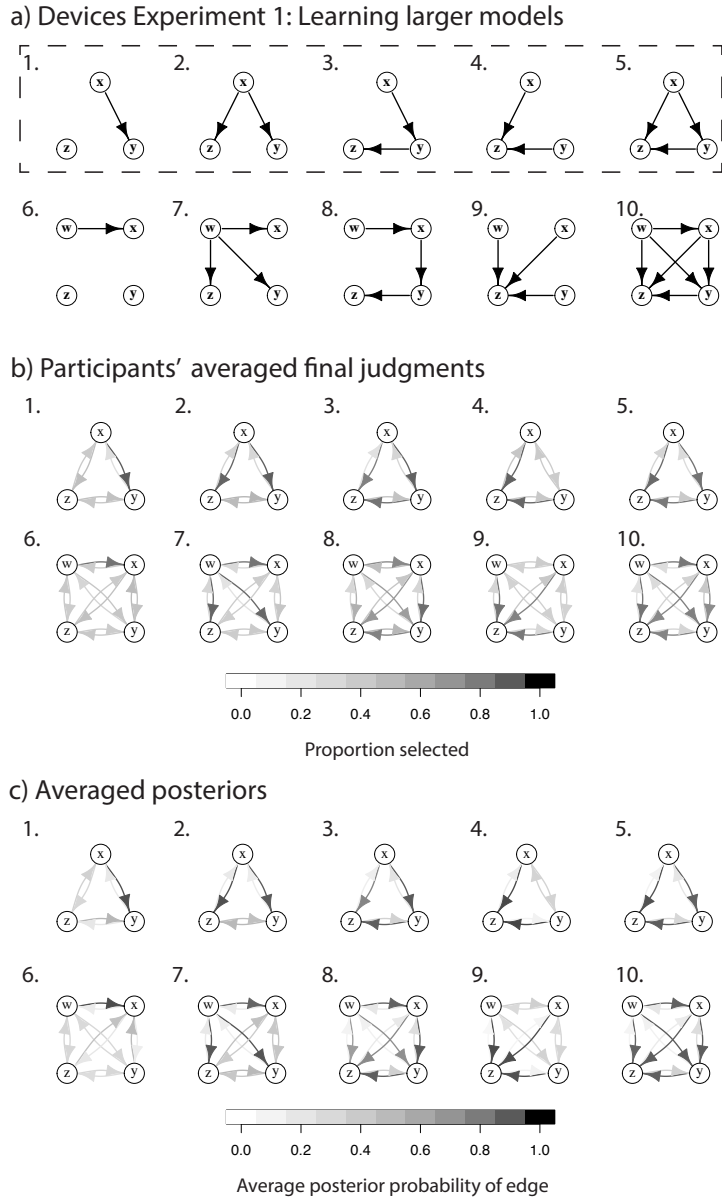 a) Devices Experiment 1: Learning larger models
1. 2. 3. 4. 5.
x x x x x
z y z y z y z y z y
6. 7. 8. 9. 10.
w x w x w x w x w x
z y z y z y z y z y
b) Participants' averaged final judgments
1. 2. 3. 4. 5.
x x x x x
z y z y z y z y z y
6. 7. 8. 9. 10.
w x w x w x w x w x
z y z y z y z y z y
0.0 0.2 0.4 0.6 0.8 1.0
Proportion selected
c) Averaged posteriors
1. 2. 3. 4. 5.
x x x x x
z y z y z y z y z y
6. 7. 8. 9. 10.
w x w x w x w x w x
z y z y z y z y z y
0.0 0.2 0.4 0.6 0.8 1.0
Average posterior probability of edge